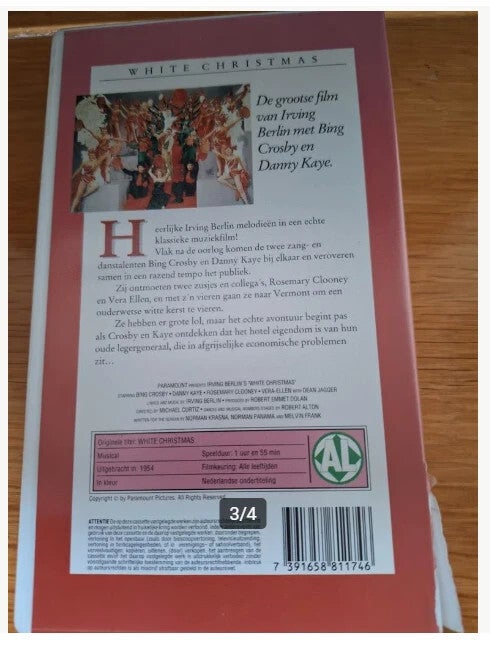 WHITE CHRISTMAS
De grootse film
van Irving
Berlin met Bing
Crosby en
Danny Kaye.
Heerlijke Irving Berlin melodieën in een echte
klassieke muziekfilm!
Vlak na de oorlog komen de twee zang- en
danstalenten Bing Crosby en Danny Kaye bij elkaar en veroveren
samen in een razend tempo het publiek.
Zij ontmoeten twee zusjes en collega's, Rosemary Clooney
en Vera Ellen, en met z'n vieren gaan ze naar Vermont om een
ouderwetse witte kerst te vieren.
Ze hebben er grote lol, maar het echte avontuur begint pas
als Crosby en Kaye ontdekken dat het hotel eigendom is van hun
oude legergeneraal, die in afgrijselijke economische problemen
zit...
PARAMOUNT PRESENTS IRVING BERLIN'S 'WHITE CHRISTMAS'
STARRING BING CROSBY • DANNY KAYE • ROSEMARY CLOONEY • VERA-ELLEN WITH DEAN JAGGER
LYRICS AND MUSIC BY IRVING BERLIN • PRODUCED BY ROBERT EMMET DOLAN
DIRECTED BY MICHAEL CURTIZ • DANCES AND MUSICAL NUMBERS STAGED BY ROBERT ALTON
WRITTEN FOR THE SCREEN BY NORMAN KRASNA, NORMAN PANAMA AND MELVIN FRANK
Originele titel: WHITE CHRISTMAS
Musical Speelduur: 1 uur en 55 min
Uitgebracht in: 1954 Filmkeuring: Alle leeftijden
In kleur Nederlandse ondertiteling
AL
Copyright © by Paramount Pictures. All Rights Reserved
3/4
ATTENTIE
7 391658 811746